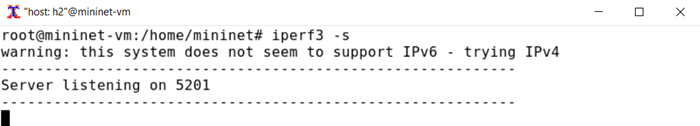 "host: h2"@mininet-vm
root@mininet-vm:/home/mininet# iperf3 -s
warning: this system does not seem to support IPv6 - trying IPv4
-----------------------------------------------------------
Server listening on 5201
-----------------------------------------------------------